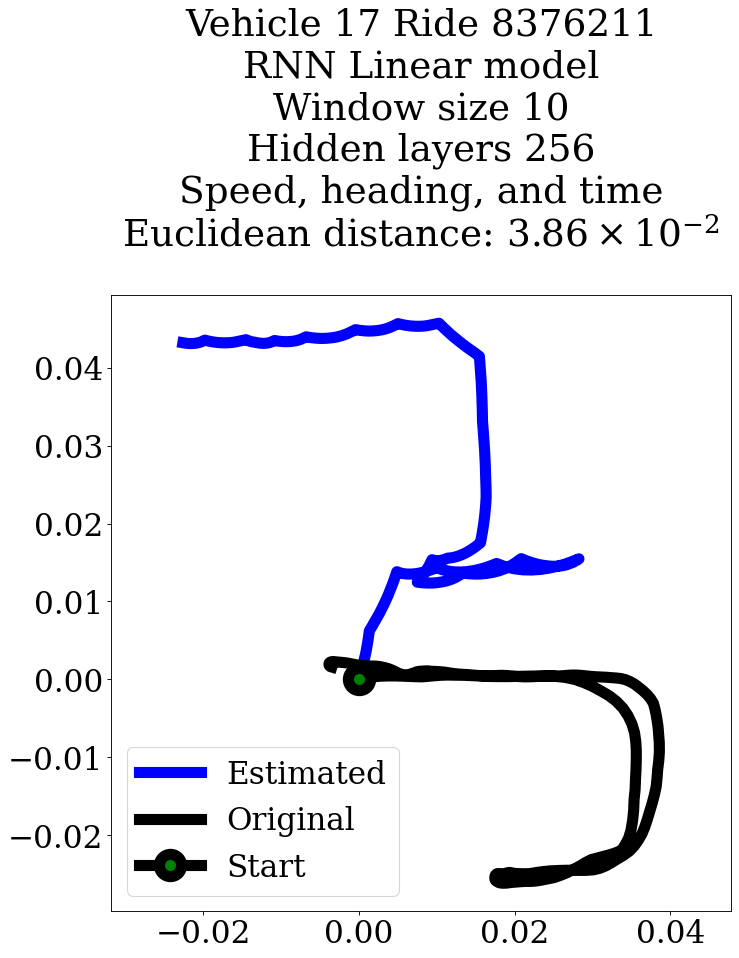 Vehicle 17 Ride 8376211
RNN Linear model
Window size 10
Hidden layers 256
Speed, heading, and time
Euclidean distance: 3.86 × 10⁻²
0.04
0.03
0.02
0.01
0.00
−0.01
−0.02
Estimated
Original
Start
−0.02 0.00 0.02 0.04